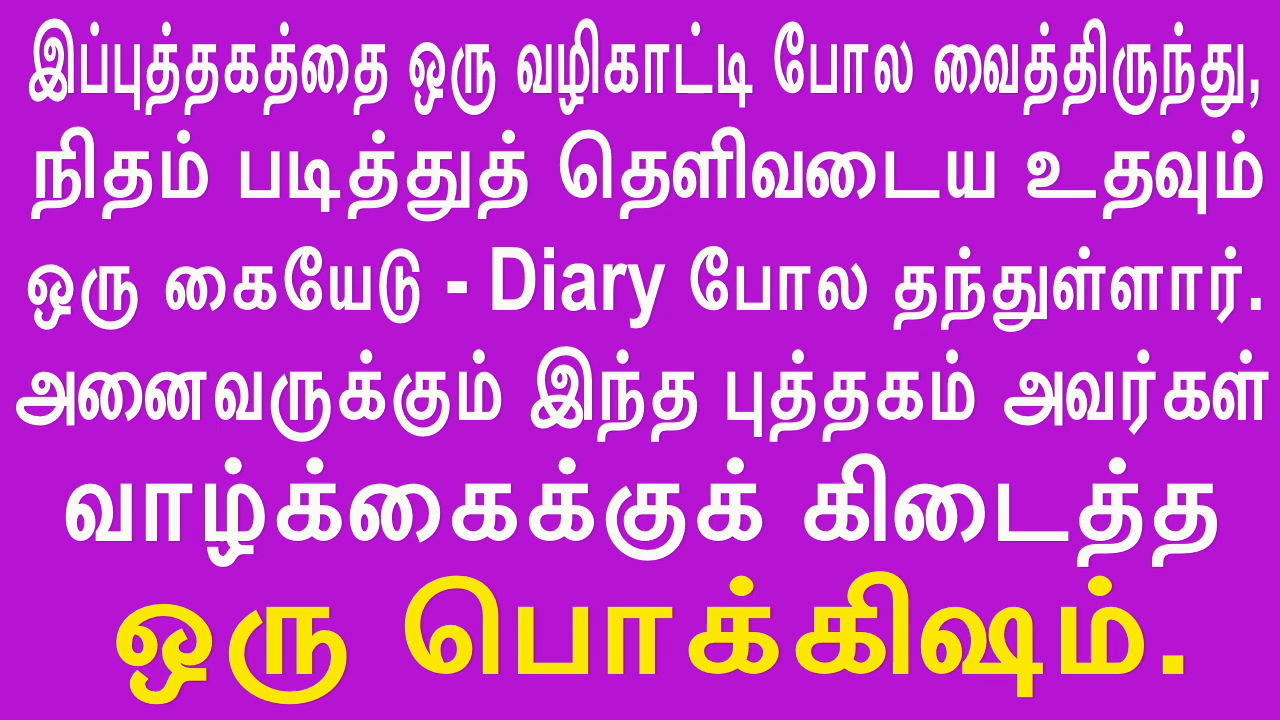 இப்புத்தகத்தை ஒரு வழிகாட்டி போல வைத்திருந்து,
நிதம் படித்துத் தெளிவடைய உதவும்
ஒரு கையேடு - Diary போல தந்துள்ளார்.
அனைவருக்கும் இந்த புத்தகம் அவர்கள்
வாழ்க்கைக்குக் கிடைத்த
ஒரு பொக்கிஷம்.